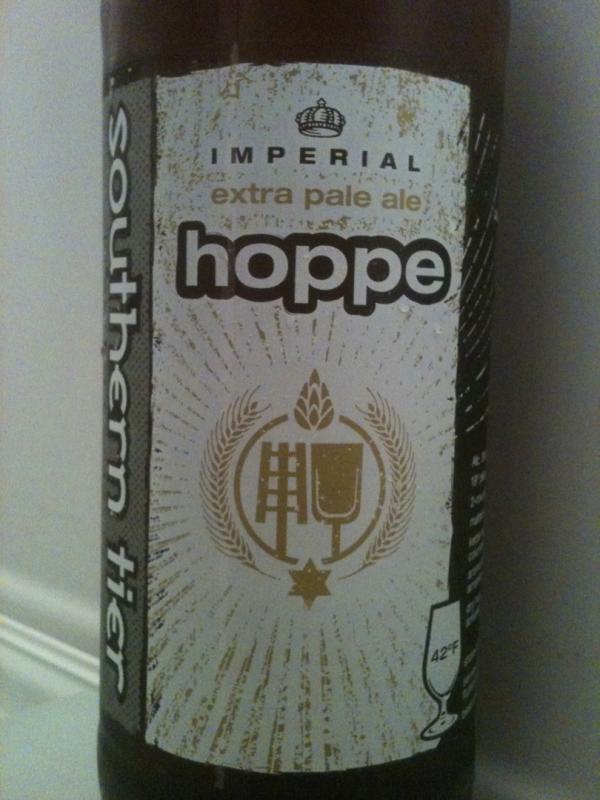 southern tier
IMPERIAL
extra pale ale
hoppe
42°F